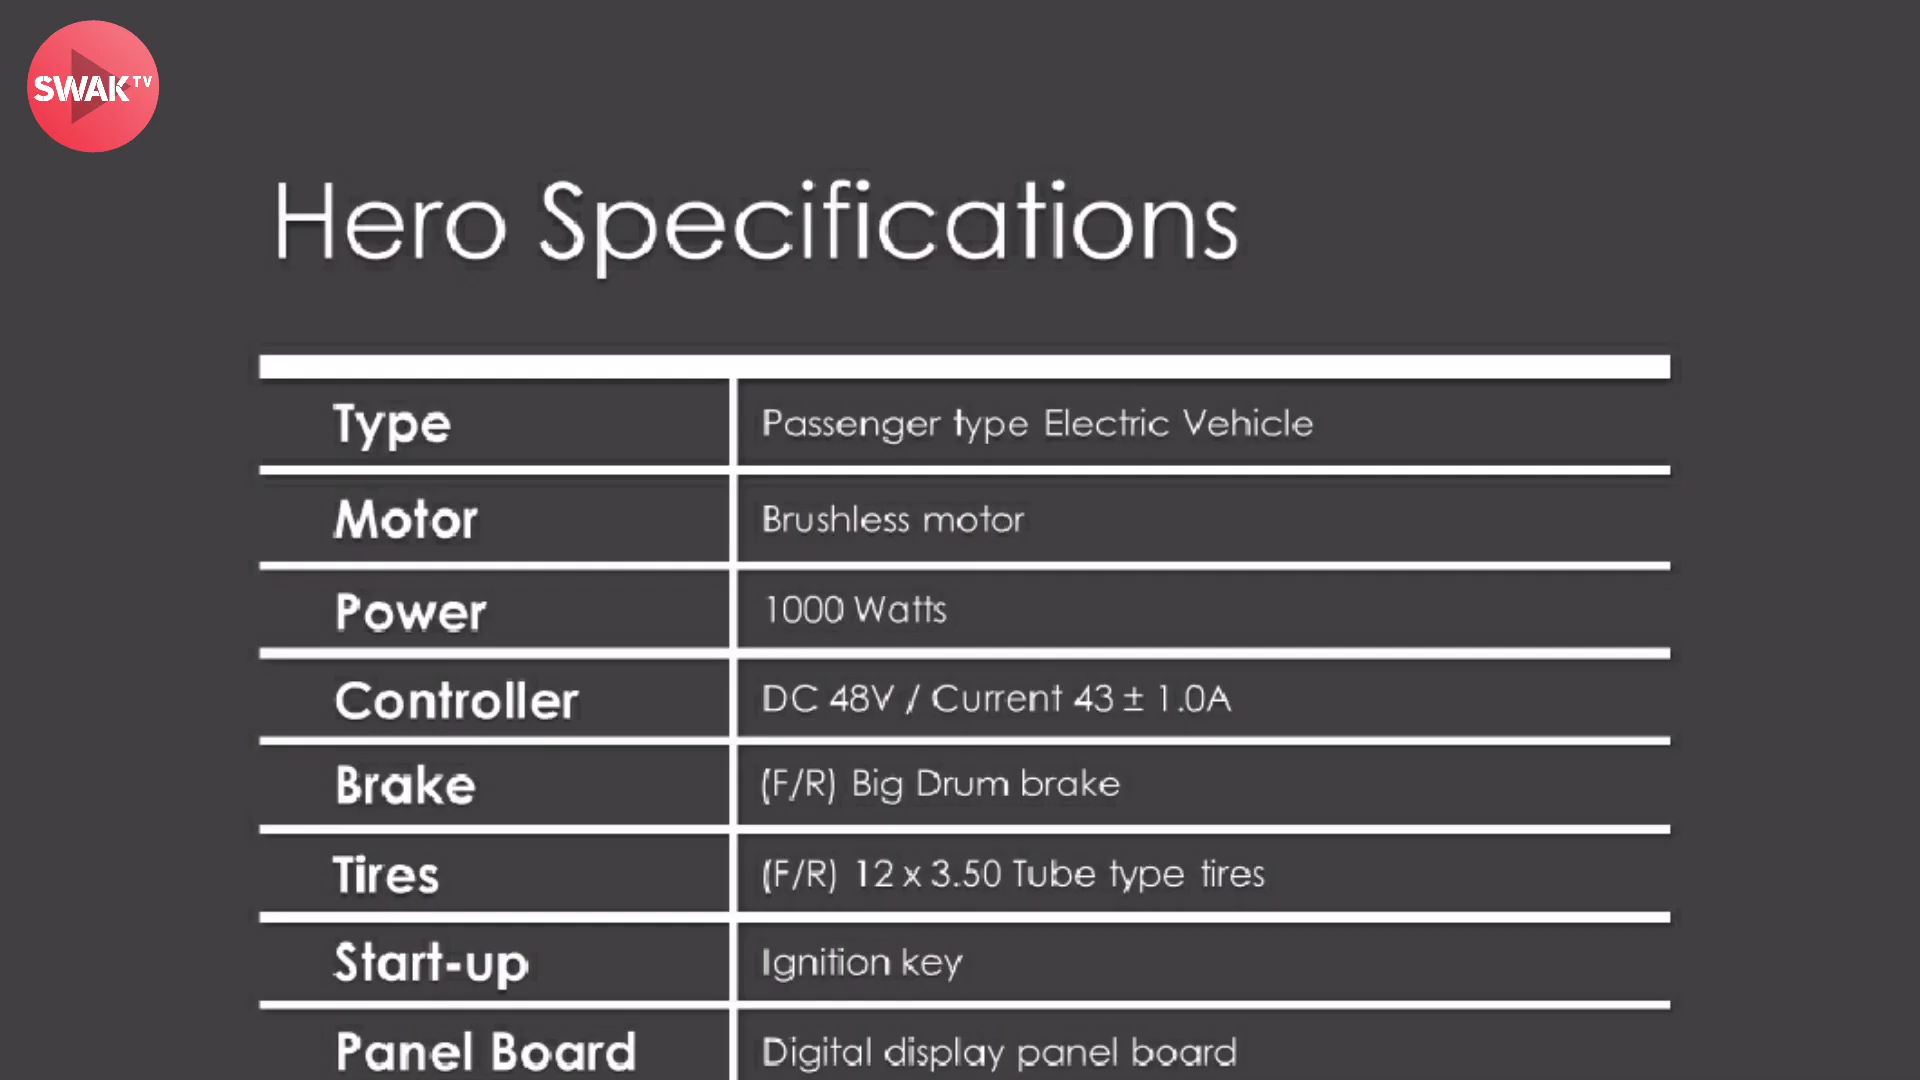 SWAK TV
Hero Specifications
Type Passenger type Electric Vehicle
Motor Brushless motor
Power 1000 Watts
Controller DC 48V / Current 43 ± 1.0A
Brake (F/R) Big Drum brake
Tires (F/R) 12 x 3.50 Tube type tires
Start-up Ignition key
Panel Board Digital display panel board